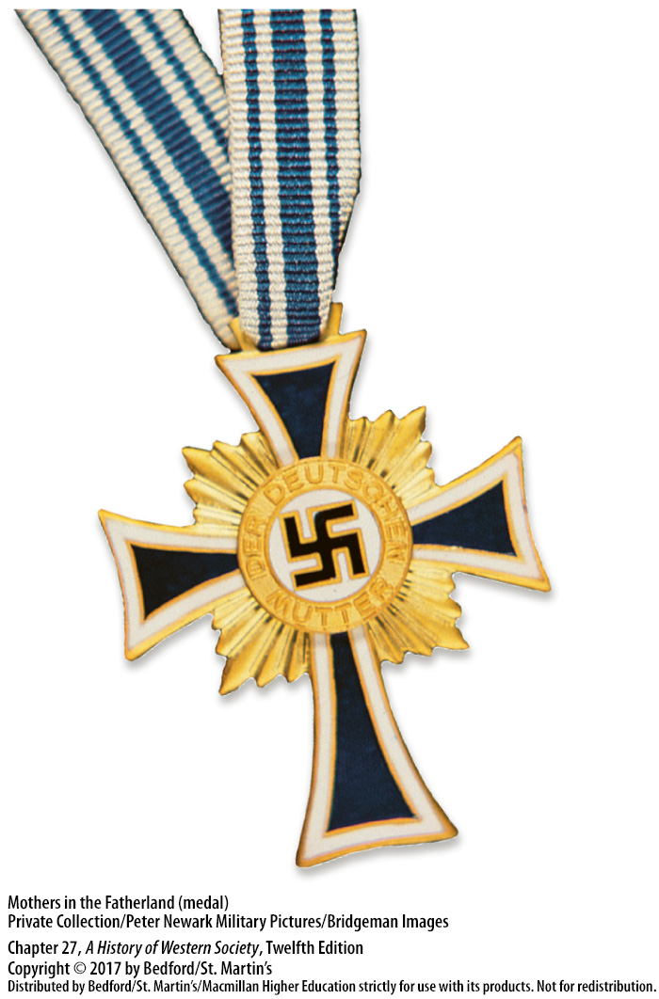 DER DEUTSCHEN
MUTTER
Mothers in the Fatherland (medal)
Private Collection/Peter Newark Military Pictures/Bridgeman Images
Chapter 27, A History of Western Society, Twelfth Edition
Copyright © 2017 by Bedford/St. Martin’s
Distributed by Bedford/St. Martin’s/Macmillan Higher Education strictly for use with its products. Not for redistribution.